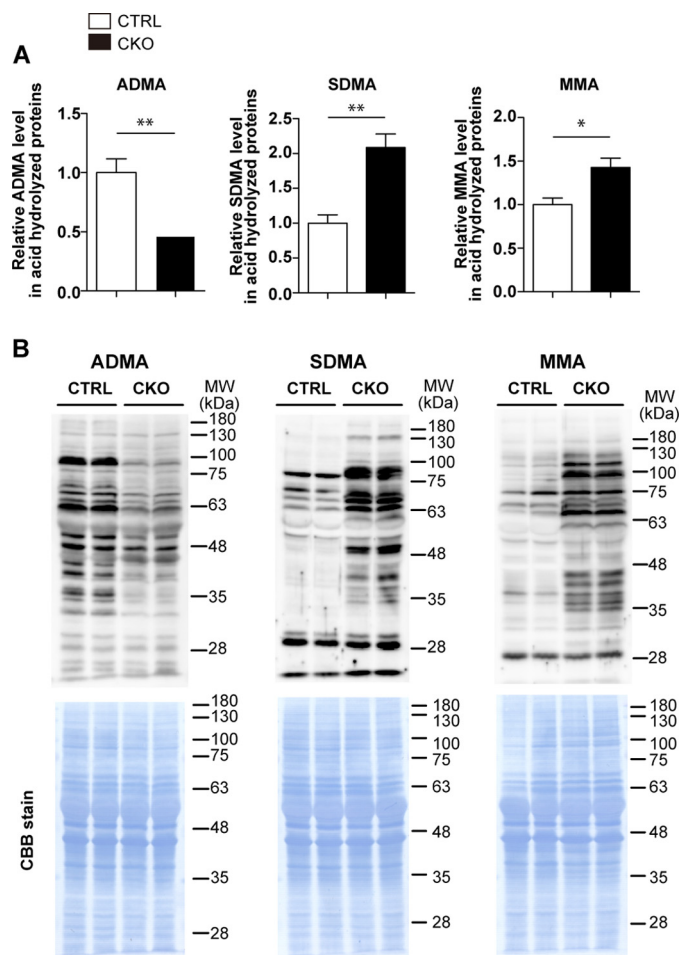 CTRL
CKO
A
ADMA
SDMA
MMA
Relative ADMA level
in acid hydrolyzed proteins
1.5
1.0
0.5
0.0
**
Relative SDMA level
in acid hydrolyzed proteins
2.5
2.0
1.5
1.0
0.5
0.0
**
Relative MMA level
in acid hydrolyzed proteins
2.0
1.5
1.0
0.5
0.0
*
B
ADMA
CTRL CKO MW
(kDa)
180
130
100
75
63
48
35
28
SDMA
CTRL CKO MW
(kDa)
180
130
100
75
63
48
35
28
MMA
CTRL CKO MW
(kDa)
180
130
100
75
63
48
35
28
CBB stain
180
130
100
75
63
48
35
28
180
130
100
75
63
48
35
28
180
130
100
75
63
48
35
28